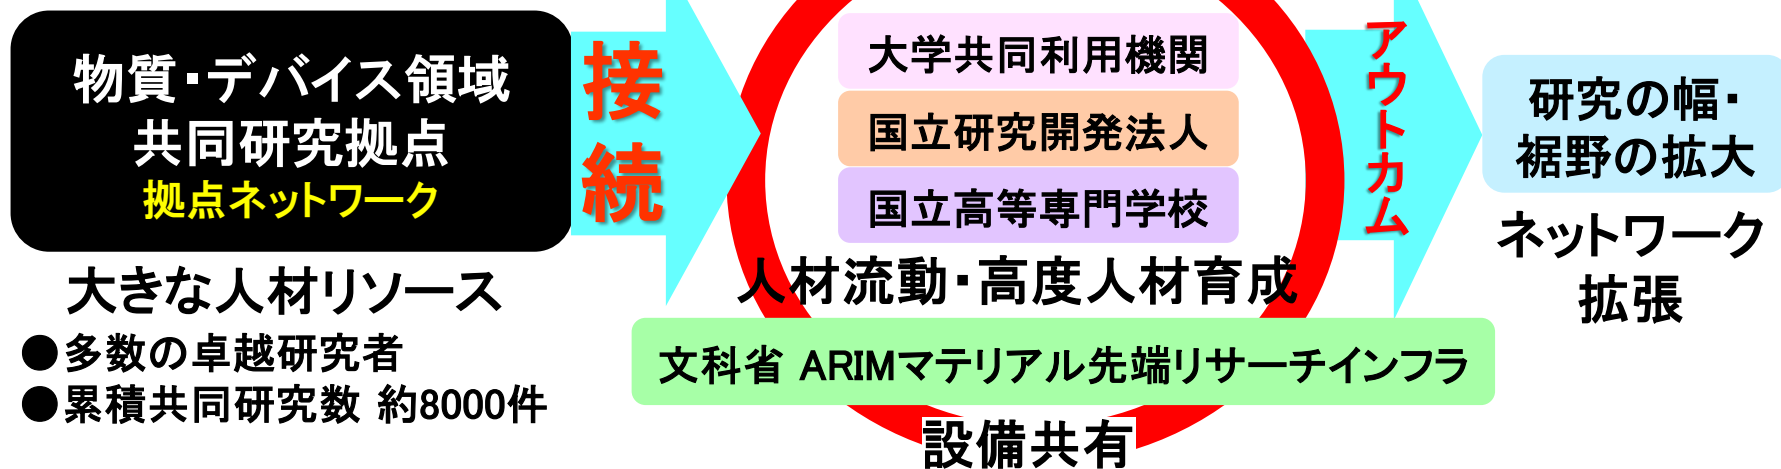 物質・デバイス領域
共同研究拠点
拠点ネットワーク
大きな人材リソース
●多数の卓越研究者
●累積共同研究数 約8000件
接続
大学共同利用機関
国立研究開発法人
国立高等専門学校
人材流動・高度人材育成
文科省 ARIMマテリアル先端リサーチインフラ
設備共有
アウトカム
研究の幅・
裾野の拡大
ネットワーク
拡張